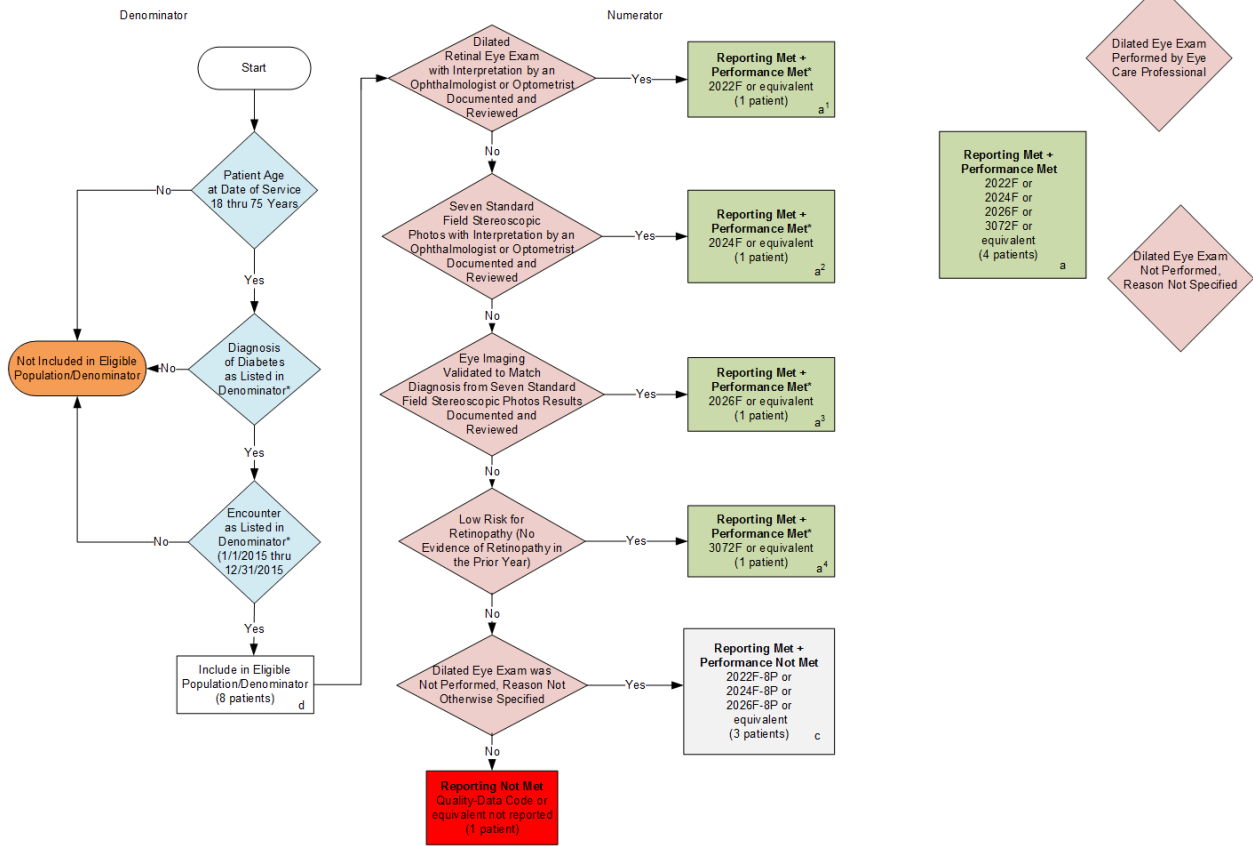 Denominator
Numerator
Start
Patient Age
at Date of Service
18 thru 75 Years
No
Yes
Diagnosis
of Diabetes
as Listed in
Denominator*
No
Not Included in Eligible
Population/Denominator
Yes
Encounter
as Listed in
Denominator*
(1/1/2015 thru
12/31/2015
No
Yes
Include in Eligible
Population/Denominator
(8 patients)
d
Dilated
Retinal Eye Exam
with Interpretation by an
Ophthalmologist or Optometrist
Documented and
Reviewed
Yes
Reporting Met +
Performance Met*
2022F or equivalent
(1 patient)
a1
No
Seven Standard
Field Stereoscopic
Photos with Interpretation by an
Ophthalmologist or Optometrist
Documented and
Reviewed
Yes
Reporting Met +
Performance Met*
2024F or equivalent
(1 patient)
a2
No
Eye Imaging
Validated to Match
Diagnosis from Seven Standard
Field Stereoscopic Photos Results
Documented and
Reviewed
Yes
Reporting Met +
Performance Met*
2026F or equivalent
(1 patient)
a3
No
Low Risk for
Retinopathy (No
Evidence of Retinopathy in
the Prior Year)
Yes
Reporting Met +
Performance Met*
3072F or equivalent
(1 patient)
a4
No
Dilated Eye Exam was
Not Performed, Reason Not
Otherwise Specified
Yes
Reporting Met +
Performance Not Met
2022F-8P or
2024F-8P or
2026F-8P or
equivalent
(3 patients)
c
No
Reporting Not Met
Quality-Data Code or
equivalent not reported
(1 patient)
Dilated Eye Exam
Performed by Eye
Care Professional
Reporting Met +
Performance Met
2022F or
2024F or
2026F or
3072F or
equivalent
(4 patients)
a
Dilated Eye Exam
Not Performed,
Reason Not Specified